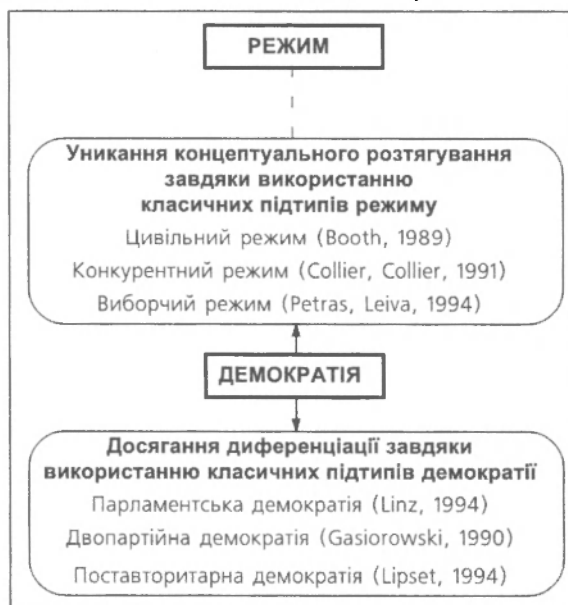 РЕЖИМ
Уникання концептуального розтягування
завдяки використанню
класичних підтипів режиму
Цивільний режим (Booth, 1989)
Конкурентний режим (Collier, Collier, 1991)
Виборчий режим (Petras, Leiva, 1994)
ДЕМОКРАТІЯ
Досягання диференціації завдяки
використанню класичних підтипів демократії
Парламентська демократія (Linz, 1994)
Двопартійна демократія (Gasiorowski, 1990)
Поставторитарна демократія (Lipset, 1994)